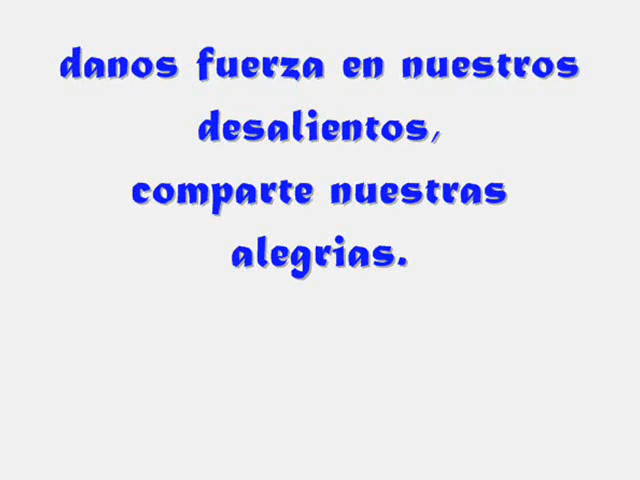 danos fuerza en nuestros
desalientos,
comparte nuestras
alegrias.